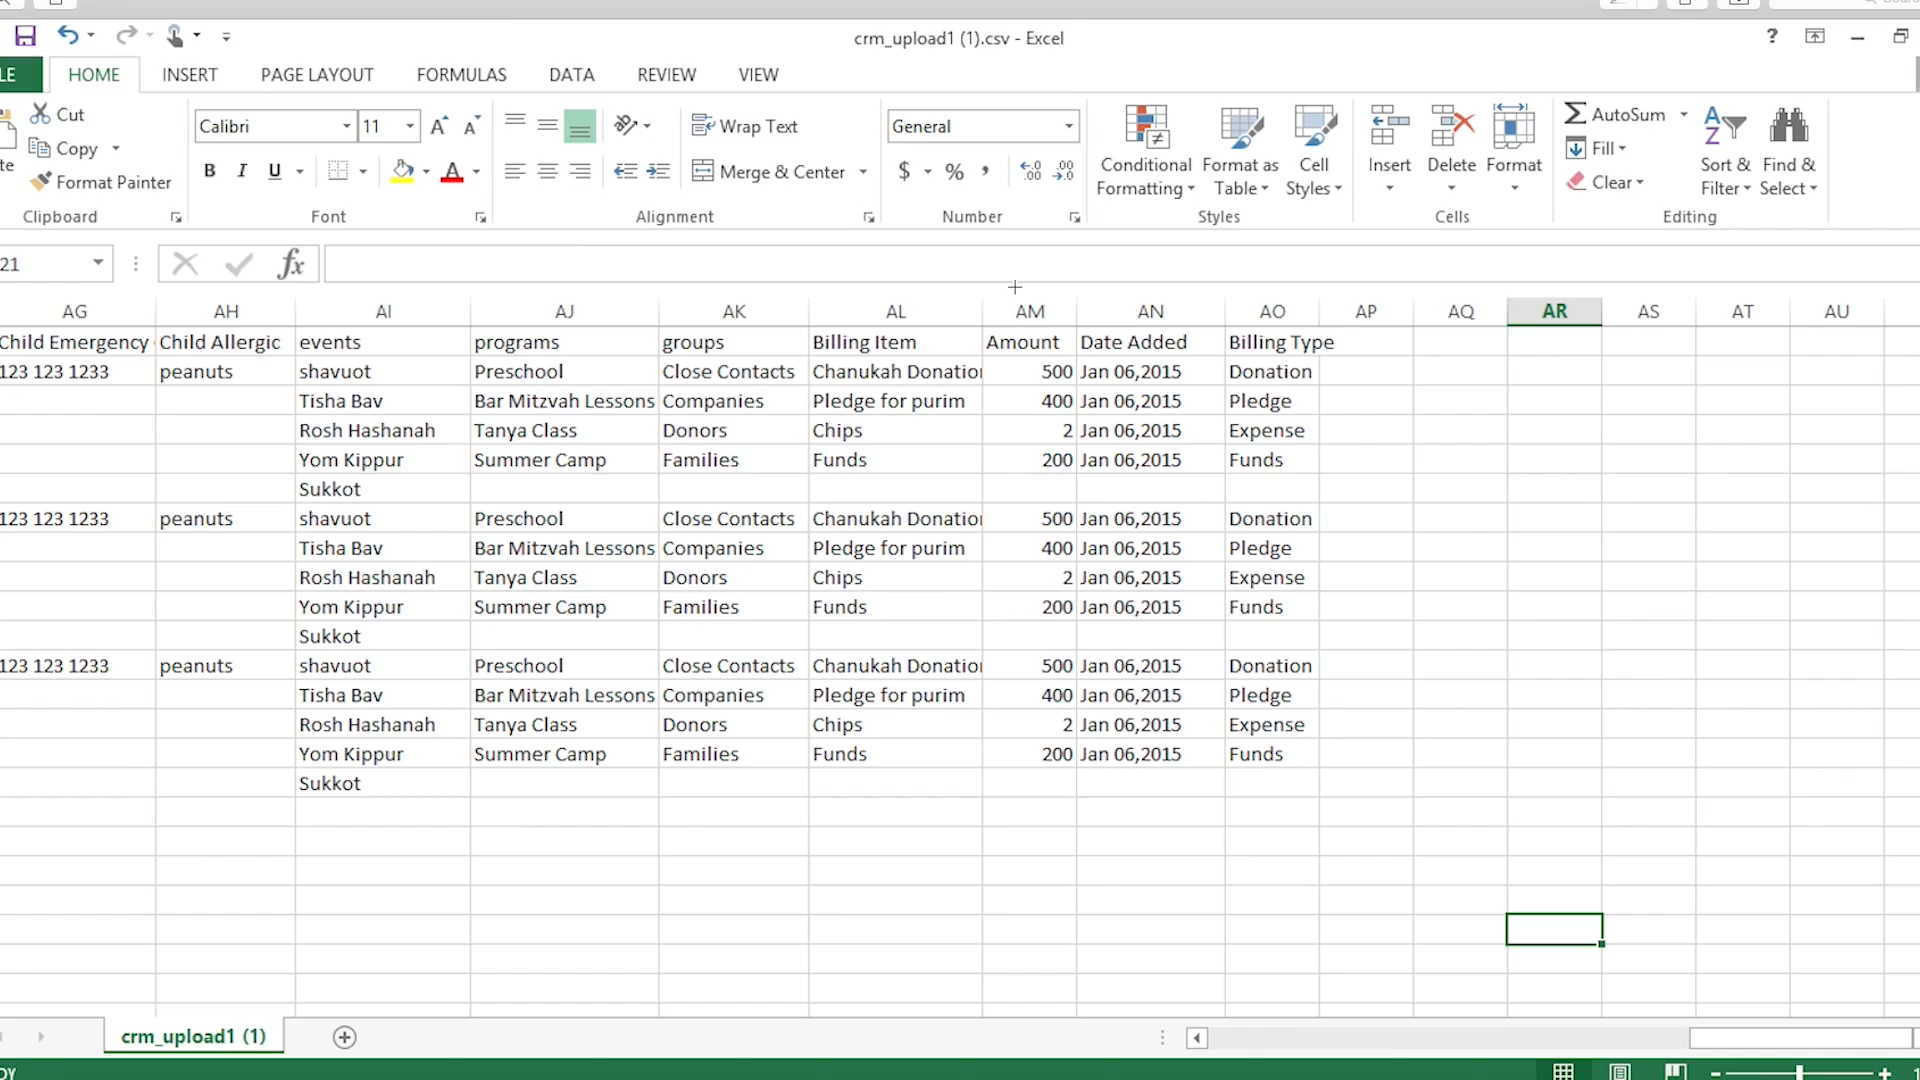 crm_upload1 (1).csv - Excel
?
LE HOME INSERT PAGE LAYOUT FORMULAS DATA REVIEW VIEW
Cut
Copy
Format Painter
Clipboard
Calibri 11
B I U A
Font
Wrap Text
Merge & Center
Alignment
General
$ % ,
Number
Conditional Formatting
Format as Table
Cell Styles
Styles
Insert Delete Format
Cells
AutoSum
Fill
Clear
Sort & Filter
Find & Select
Editing
21 fx
AG AH AI AJ AK AL AM AN AO AP AQ AR AS AT AU
Child Emergency Child Allergic events programs groups Billing Item Amount Date Added Billing Type
123 123 1233 peanuts shavuot Preschool Close Contacts Chanukah Donation 500 Jan 06,2015 Donation
Tisha Bav Bar Mitzvah Lessons Companies Pledge for purim 400 Jan 06,2015 Pledge
Rosh Hashanah Tanya Class Donors Chips 2 Jan 06,2015 Expense
Yom Kippur Summer Camp Families Funds 200 Jan 06,2015 Funds
Sukkot
123 123 1233 peanuts shavuot Preschool Close Contacts Chanukah Donation 500 Jan 06,2015 Donation
Tisha Bav Bar Mitzvah Lessons Companies Pledge for purim 400 Jan 06,2015 Pledge
Rosh Hashanah Tanya Class Donors Chips 2 Jan 06,2015 Expense
Yom Kippur Summer Camp Families Funds 200 Jan 06,2015 Funds
Sukkot
123 123 1233 peanuts shavuot Preschool Close Contacts Chanukah Donation 500 Jan 06,2015 Donation
Tisha Bav Bar Mitzvah Lessons Companies Pledge for purim 400 Jan 06,2015 Pledge
Rosh Hashanah Tanya Class Donors Chips 2 Jan 06,2015 Expense
Yom Kippur Summer Camp Families Funds 200 Jan 06,2015 Funds
Sukkot
crm_upload1 (1)